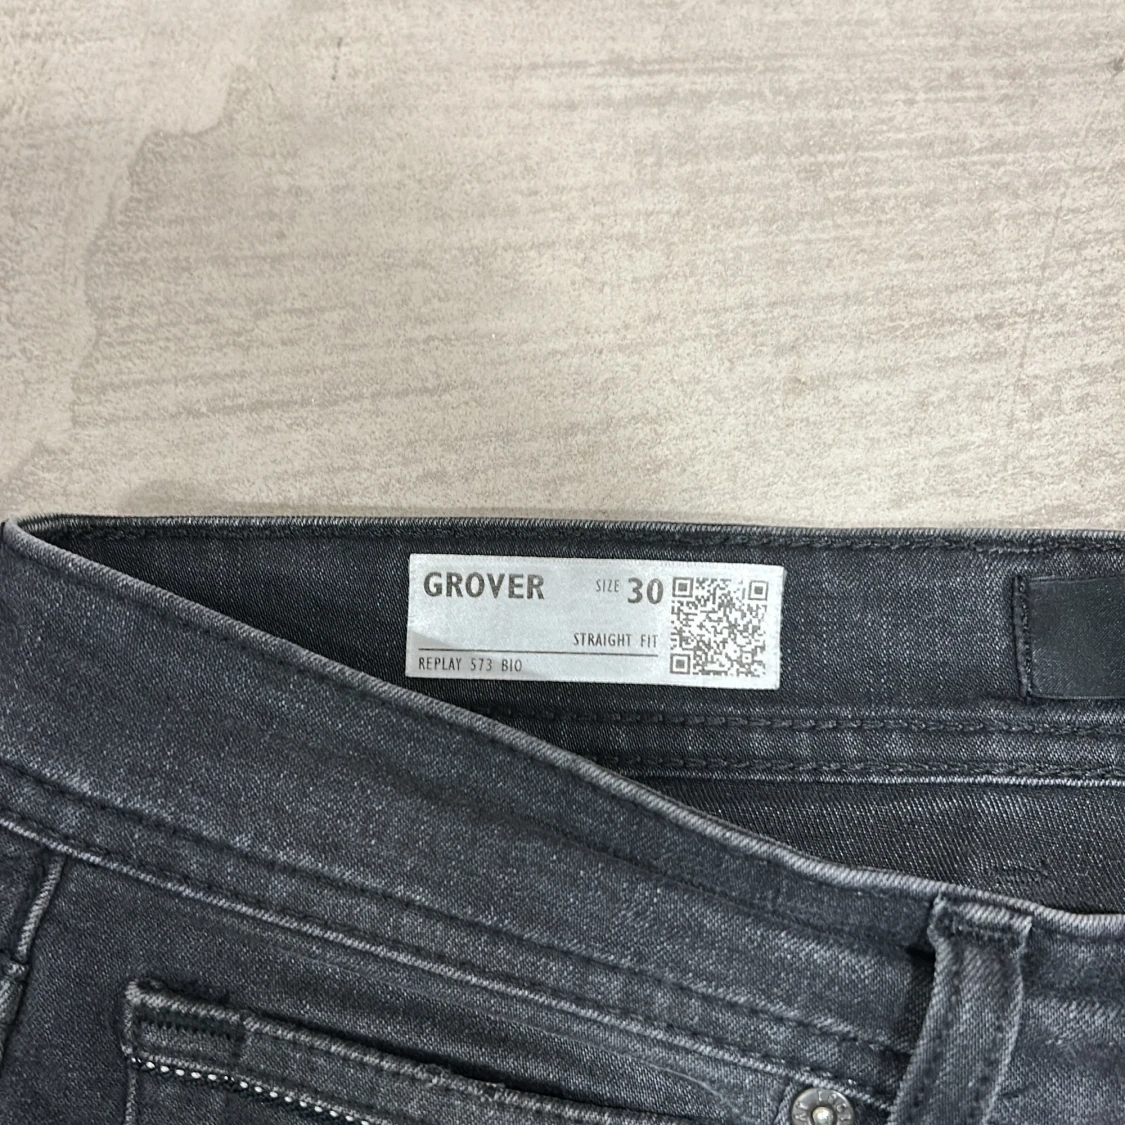 GROVER SIZE 30
STRAIGHT FIT
REPLAY 573 BIO